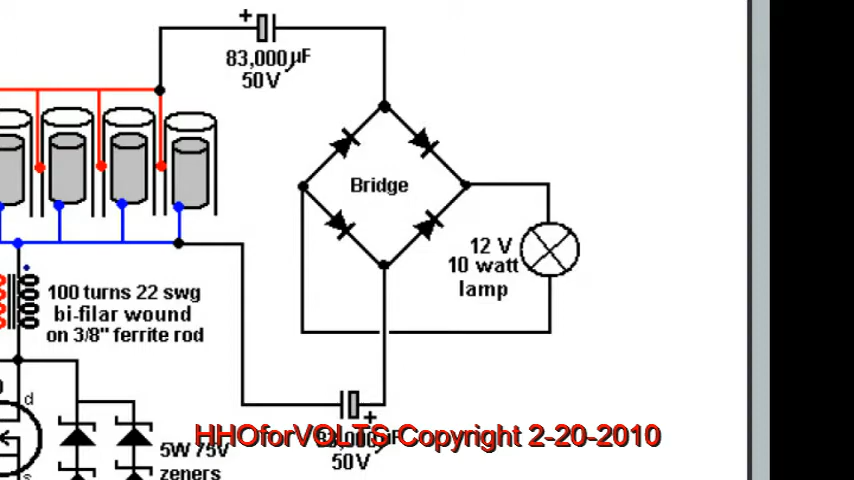 +
83,000µF
50V
Bridge
12 V
10 watt
lamp
100 turns 22 swg
bi-filar wound
on 3/8" ferrite rod
d
+
HHOforVOLTS Copyright 2-20-2010
5W 75V
zeners
50V
s